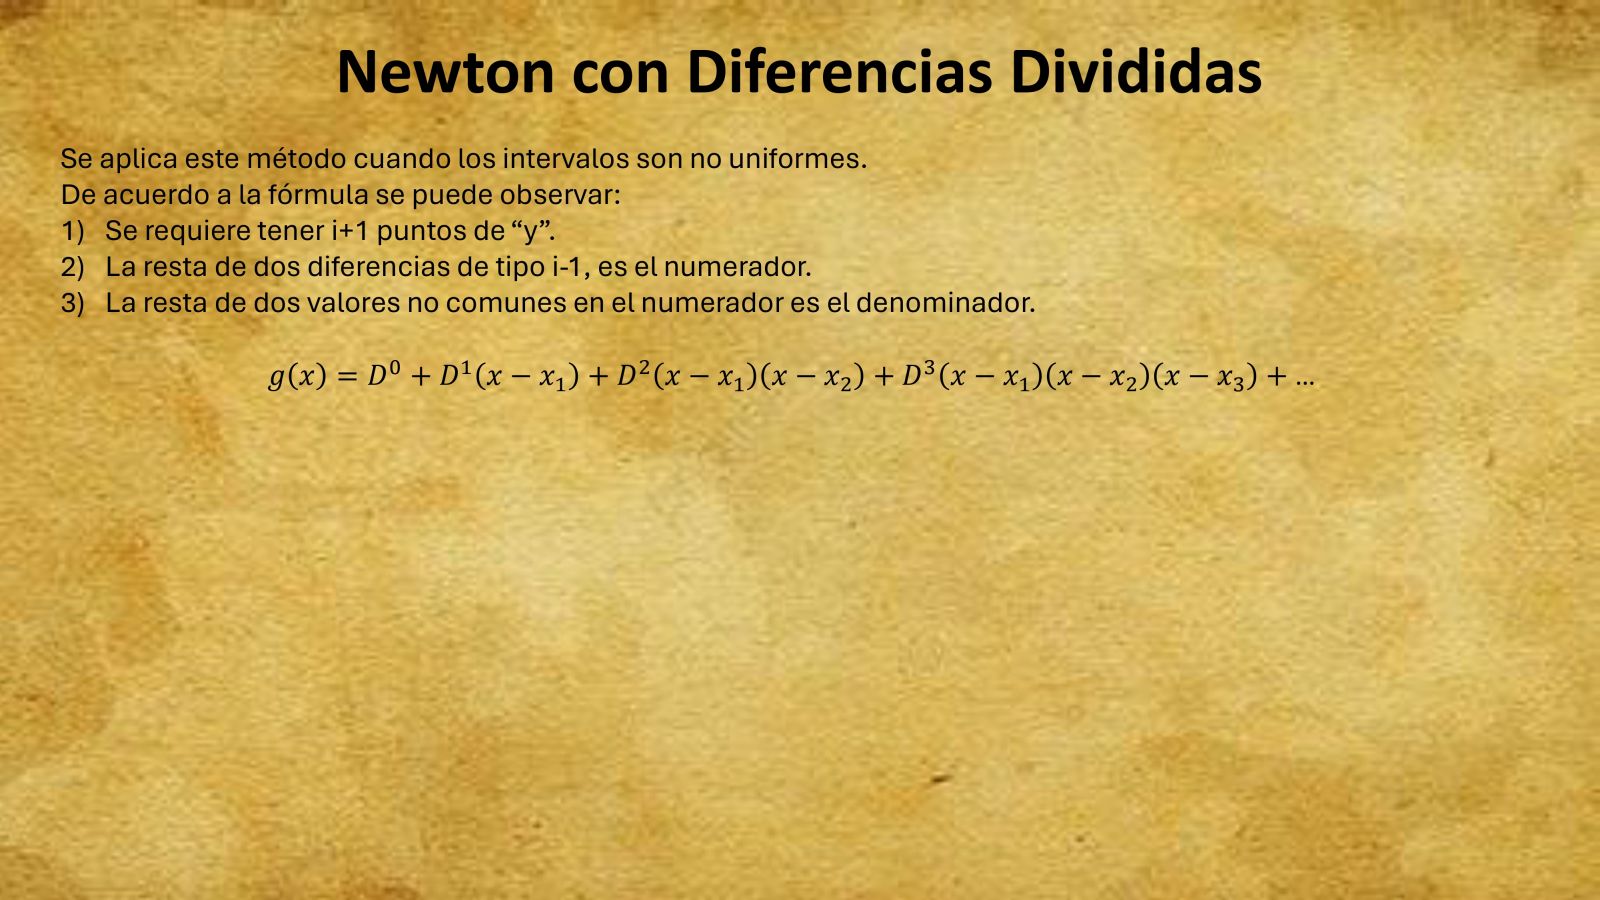 Newton con Diferencias Divididas
Se aplica este método cuando los intervalos son no uniformes.
De acuerdo a la fórmula se puede observar:
1) Se requiere tener i+1 puntos de “y”.
2) La resta de dos diferencias de tipo i-1, es el numerador.
3) La resta de dos valores no comunes en el numerador es el denominador.
𝑔(𝑥) = 𝐷⁰ + 𝐷¹(𝑥 − 𝑥₁) + 𝐷²(𝑥 − 𝑥₁)(𝑥 − 𝑥₂) + 𝐷³(𝑥 − 𝑥₁)(𝑥 − 𝑥₂)(𝑥 − 𝑥₃) + …